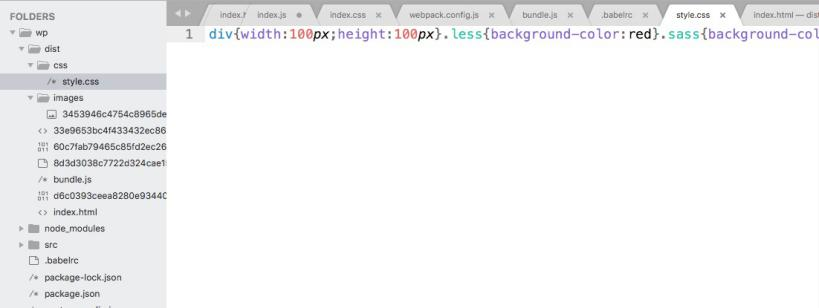 FOLDERS
wp
dist
css
/* style.css
images
3453946c4754c8965de
<> 33e9653bc4f433432ec86
60c7fab79465c85fd2ec26
8d3d3038c7722d324cae1
/* bundle.js
d6c0393ceea8280e93440
<> index.html
node_modules
src
.babelrc
/* package-lock.json
/* package.json
index.h index.js index.css webpack.config.js bundle.js .babelrc style.css index.html — dist
1 div{width:100px;height:100px}.less{background-color:red}.sass{background-col